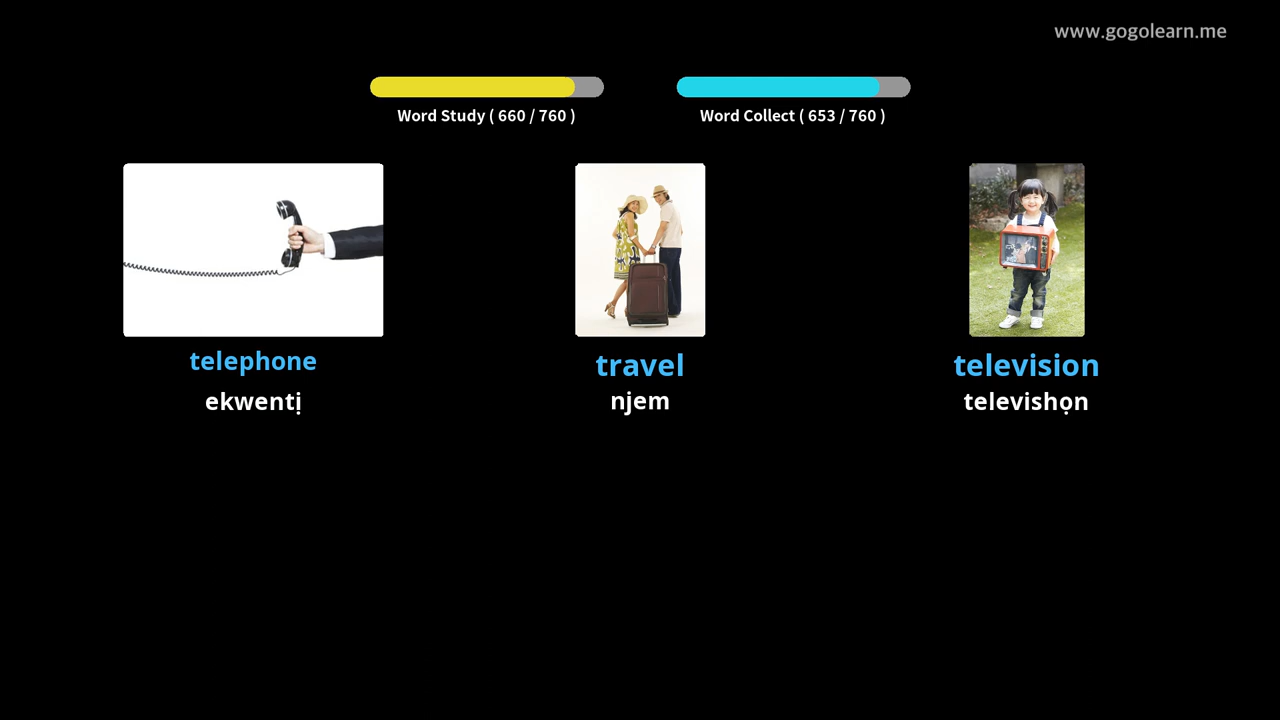 www.gogolearn.me
Word Study ( 660 / 760 )
Word Collect ( 653 / 760 )
telephone
ekwentị
travel
njem
television
televishọn